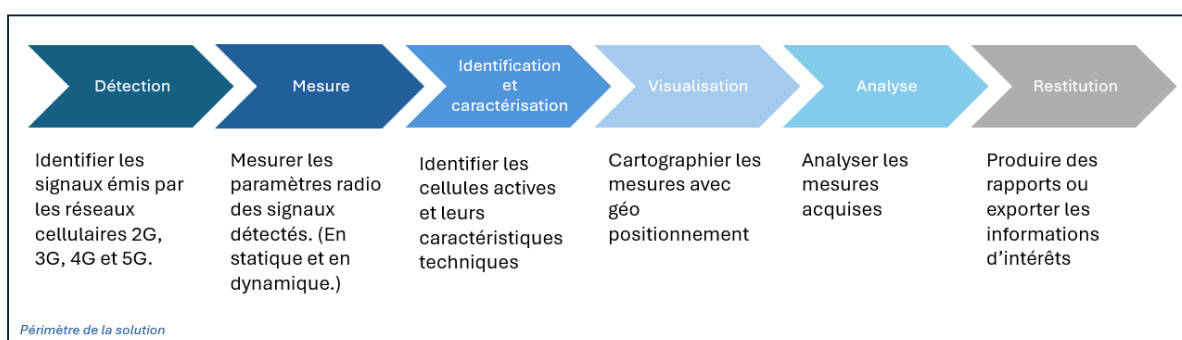 Détection
Mesure
Identification
et
caractérisation
Visualisation
Analyse
Restitution
Identifier les
signaux émis par
les réseaux
cellulaires 2G,
3G, 4G et 5G.
Mesurer les
paramètres radio
des signaux
détectés. (En
statique et en
dynamique.)
Identifier les
cellules actives
et leurs
caractéristiques
techniques
Cartographier les
mesures avec
géo
positionnement
Analyser les
mesures
acquises
Produire des
rapports ou
exporter les
informations
d’intérêts
Périmètre de la solution